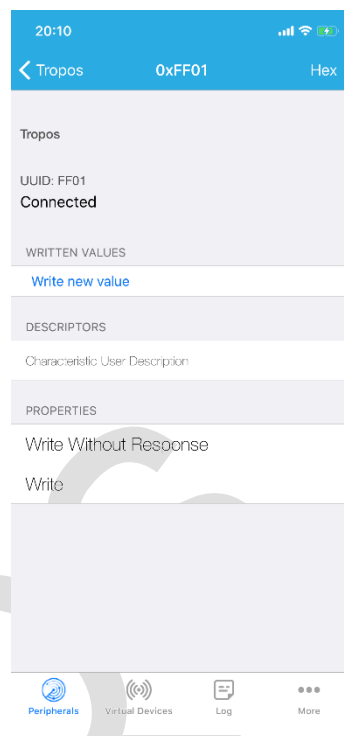 20:10
Tropos 0xFF01 Hex
Tropos
UUID: FF01
Connected
WRITTEN VALUES
Write new value
DESCRIPTORS
Characteristic User Description
PROPERTIES
Write Without Response
Write
Peripherals Virtual Devices Log More